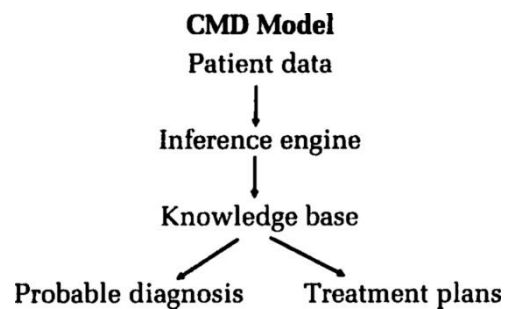 CMD Model
Patient data
Inference engine
Knowledge base
Probable diagnosis Treatment plans